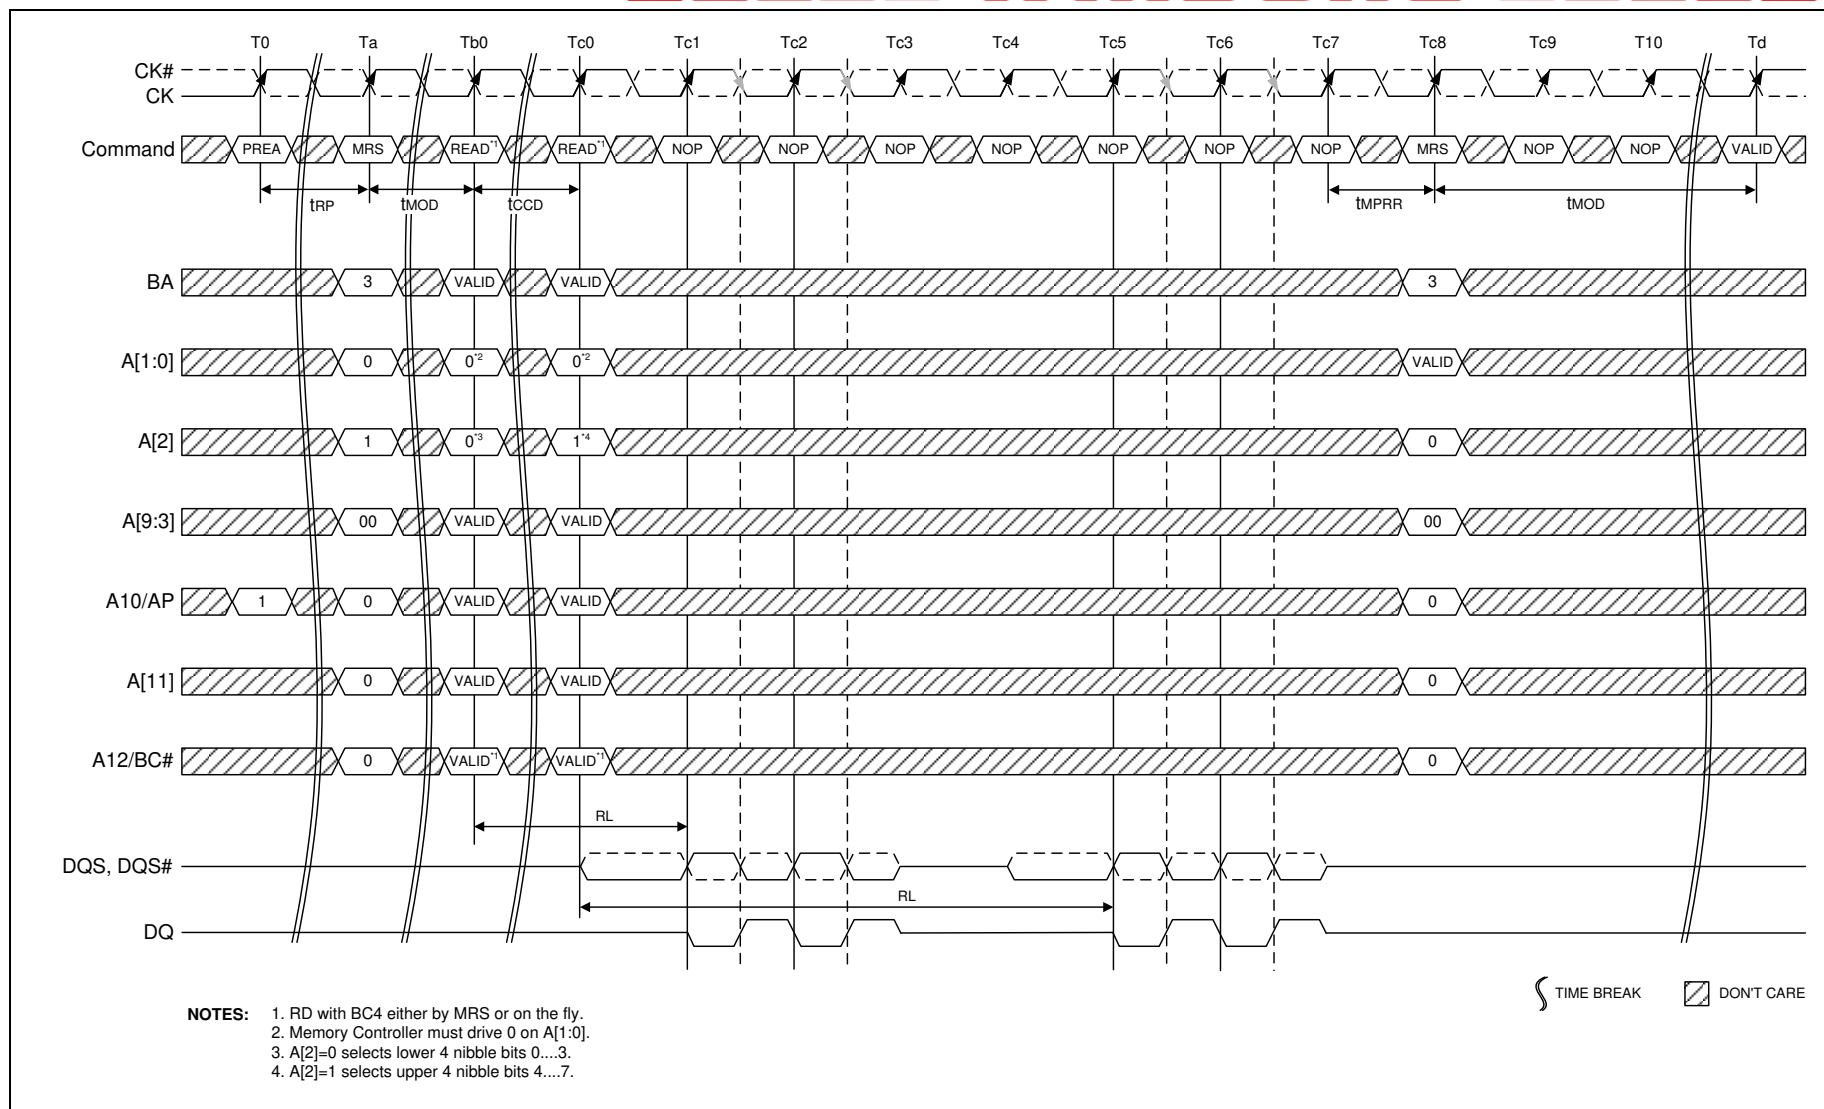 T0 Ta Tb0 Tc0 Tc1 Tc2 Tc3 Tc4 Tc5 Tc6 Tc7 Tc8 Tc9 T10 Td
CK#
CK
Command PREA MRS READ*1 READ*1 NOP NOP NOP NOP NOP NOP NOP MRS NOP NOP VALID
tRP tMOD tCCD tMPRR tMOD
BA 3 VALID VALID 3
A[1:0] 0 0*2 0*2 VALID
A[2] 1 0*3 1*4 0
A[9:3] 00 VALID VALID 00
A10/AP 1 0 VALID VALID 0
A[11] 0 VALID VALID 0
A12/BC# 0 VALID*1 VALID*1 0
RL
DQS, DQS#
RL
DQ
TIME BREAK DON'T CARE
NOTES: 1. RD with BC4 either by MRS or on the fly.
2. Memory Controller must drive 0 on A[1:0].
3. A[2]=0 selects lower 4 nibble bits 0....3.
4. A[2]=1 selects upper 4 nibble bits 4....7.